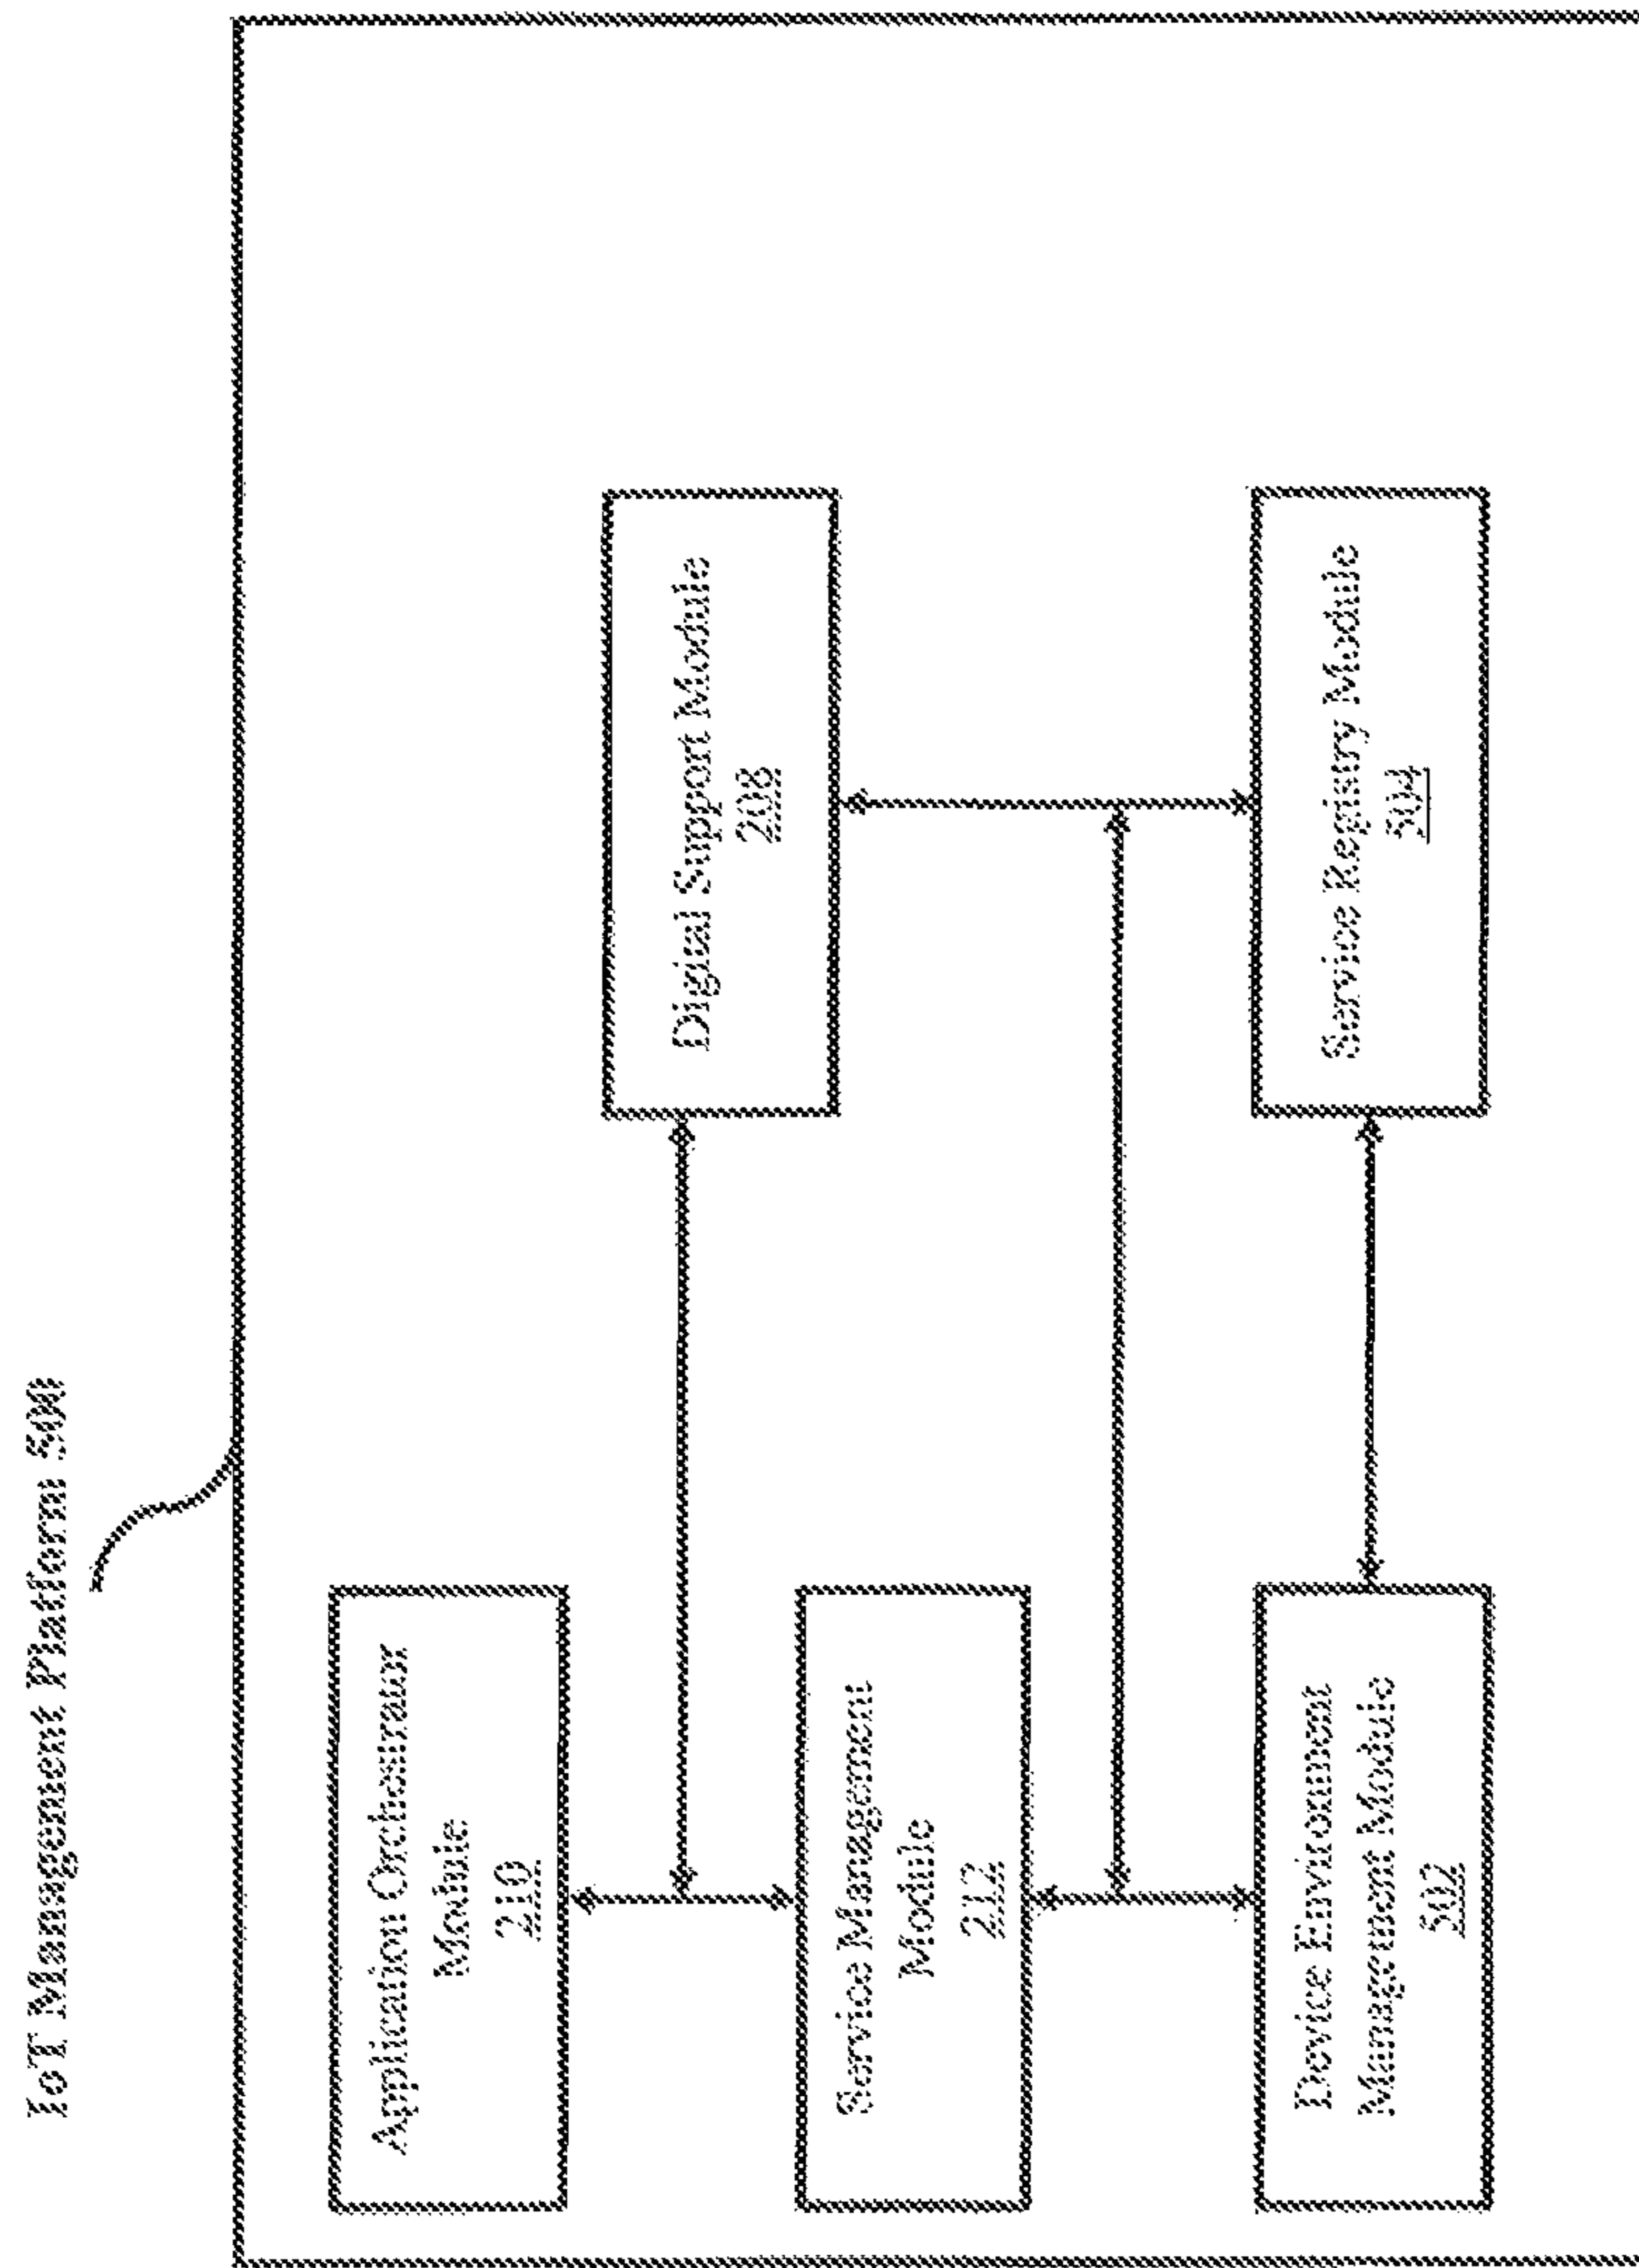 IoT Management Platform 500
Application Orchestrator
Module
210
Digital Support Module
208
Service Management
Module
212
Device Environment
Management Module
502
Service Registry Module
504